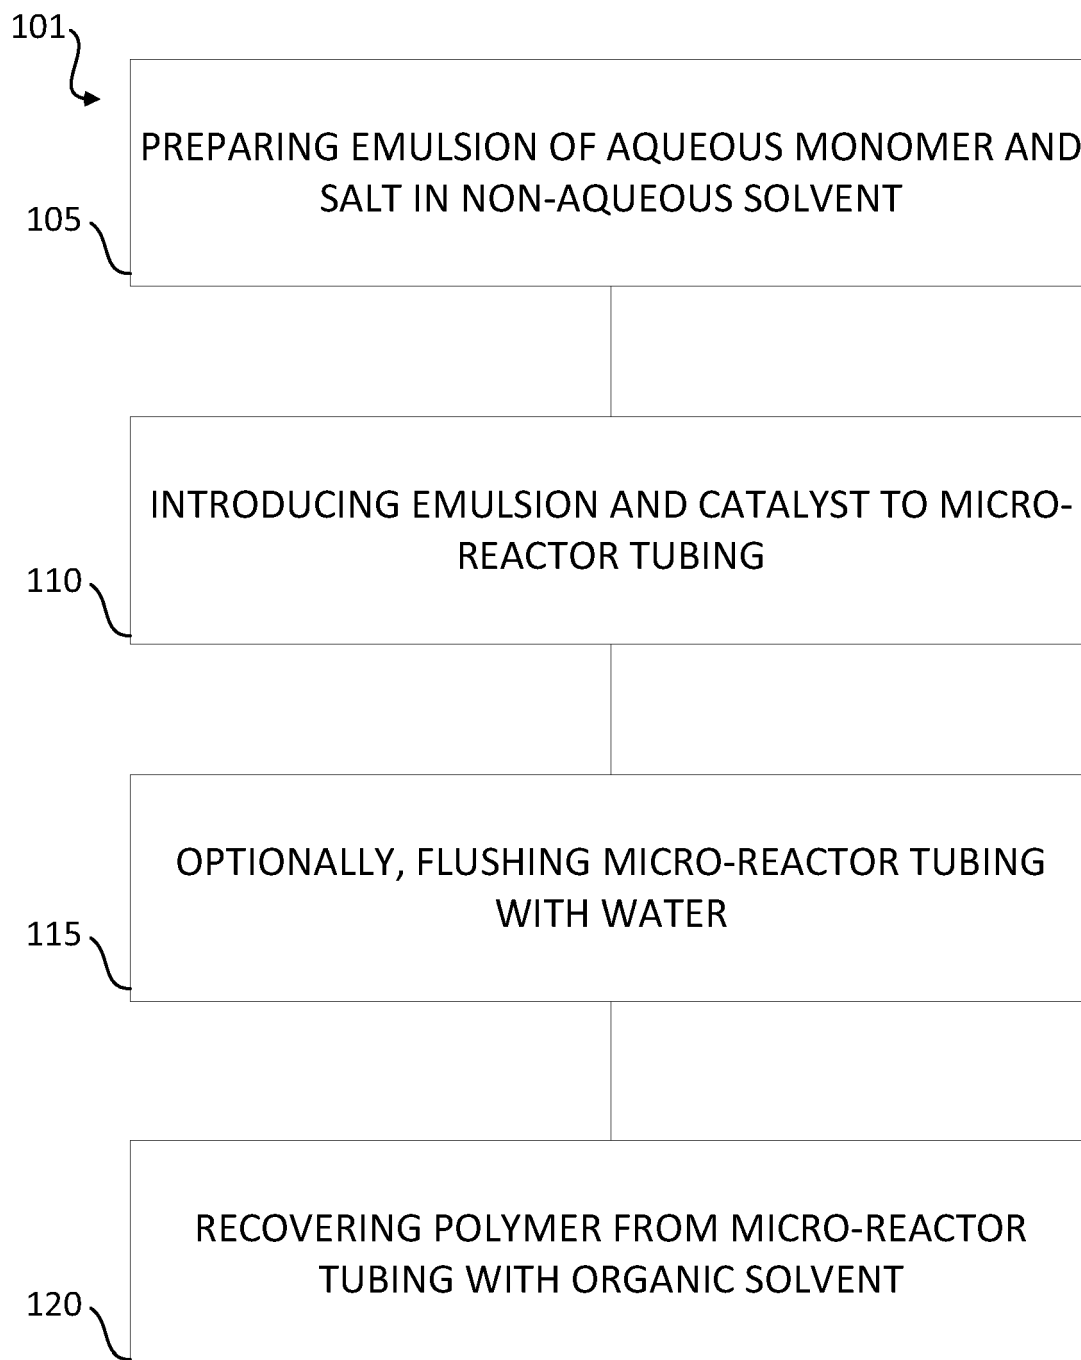 101
PREPARING EMULSION OF AQUEOUS MONOMER AND
SALT IN NON-AQUEOUS SOLVENT
105
INTRODUCING EMULSION AND CATALYST TO MICRO-
REACTOR TUBING
110
OPTIONALLY, FLUSHING MICRO-REACTOR TUBING
WITH WATER
115
RECOVERING POLYMER FROM MICRO-REACTOR
TUBING WITH ORGANIC SOLVENT
120